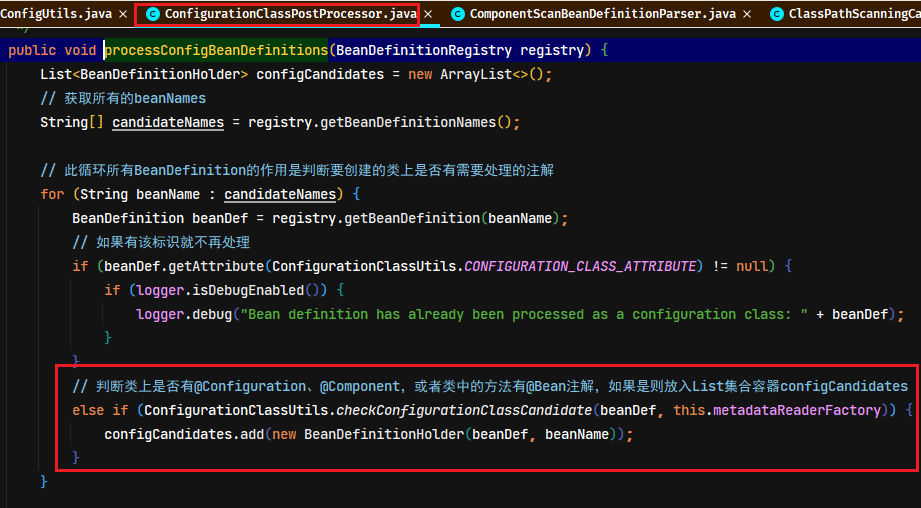 ConfigUtils.java × ConfigurationClassPostProcessor.java × ComponentScanBeanDefinitionParser.java × ClassPathScanningCa
*/
public void processConfigBeanDefinitions(BeanDefinitionRegistry registry) {
List<BeanDefinitionHolder> configCandidates = new ArrayList<>();
// 获取所有的beanNames
String[] candidateNames = registry.getBeanDefinitionNames();
// 此循环所有BeanDefinition的作用是判断要创建的类上是否有需要处理的注解
for (String beanName : candidateNames) {
BeanDefinition beanDef = registry.getBeanDefinition(beanName);
// 如果有该标识就不再处理
if (beanDef.getAttribute(ConfigurationClassUtils.CONFIGURATION_CLASS_ATTRIBUTE) != null) {
if (logger.isDebugEnabled()) {
logger.debug("Bean definition has already been processed as a configuration class: " + beanDef);
}
}
// 判断类上是否有@Configuration、@Component，或者类中的方法有@Bean注解，如果是则放入List集合容器configCandidates
else if (ConfigurationClassUtils.checkConfigurationClassCandidate(beanDef, this.metadataReaderFactory)) {
configCandidates.add(new BeanDefinitionHolder(beanDef, beanName));
}
}